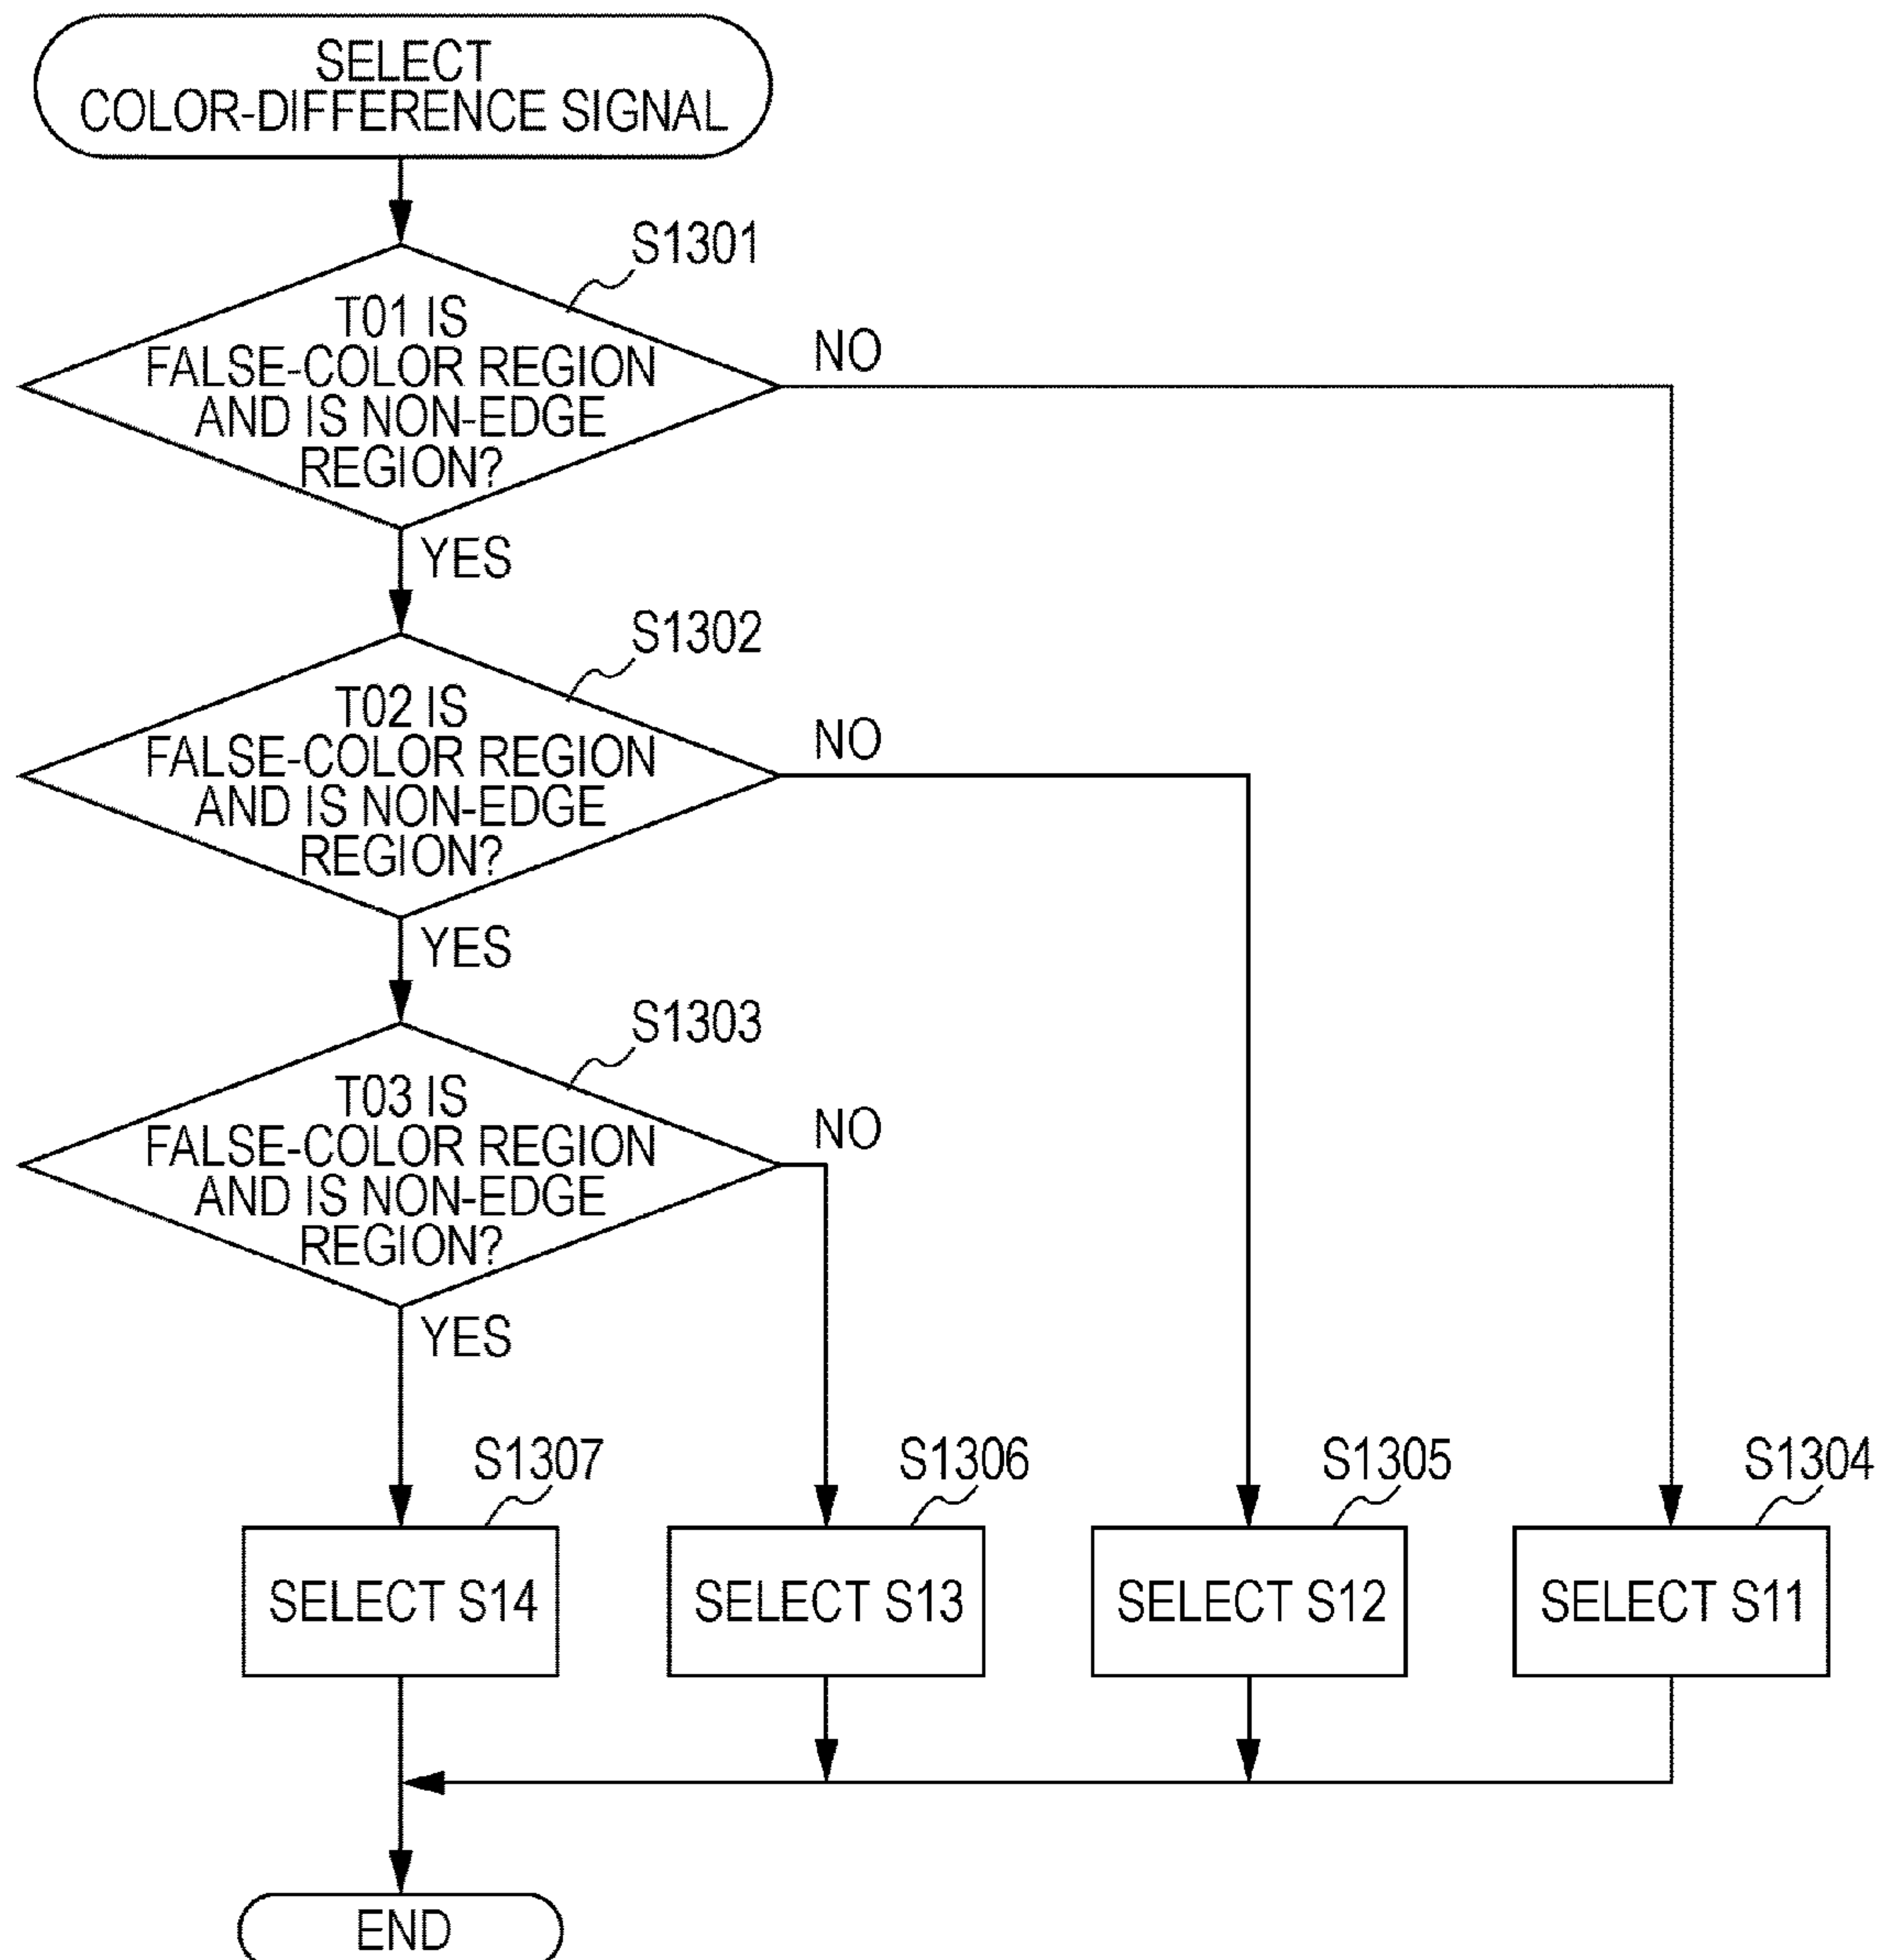 SELECT
COLOR-DIFFERENCE SIGNAL
S1301
T01 IS
FALSE-COLOR REGION
AND IS NON-EDGE
REGION?
NO
YES
S1302
T02 IS
FALSE-COLOR REGION
AND IS NON-EDGE
REGION?
NO
YES
S1303
T03 IS
FALSE-COLOR REGION
AND IS NON-EDGE
REGION?
NO
YES
S1307
S1306
S1305
S1304
SELECT S14
SELECT S13
SELECT S12
SELECT S11
END